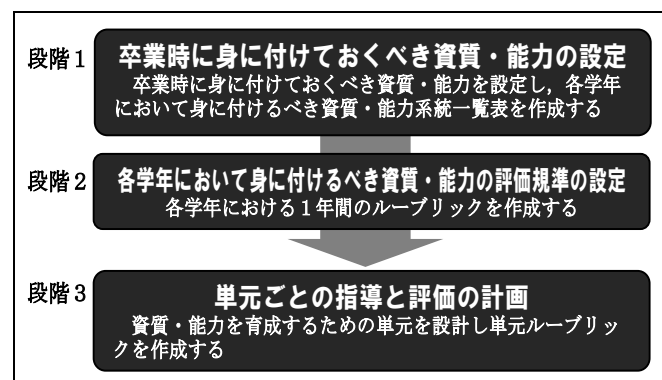 段階1
卒業時に身に付けておくべき資質・能力の設定
卒業時に身に付けておくべき資質・能力を設定し，各学年
において身に付けるべき資質・能力系統一覧表を作成する
段階2
各学年において身に付けるべき資質・能力の評価規準の設定
各学年における1年間のルーブリックを作成する
段階3
単元ごとの指導と評価の計画
資質・能力を育成するための単元を設計し単元ルーブリッ
クを作成する